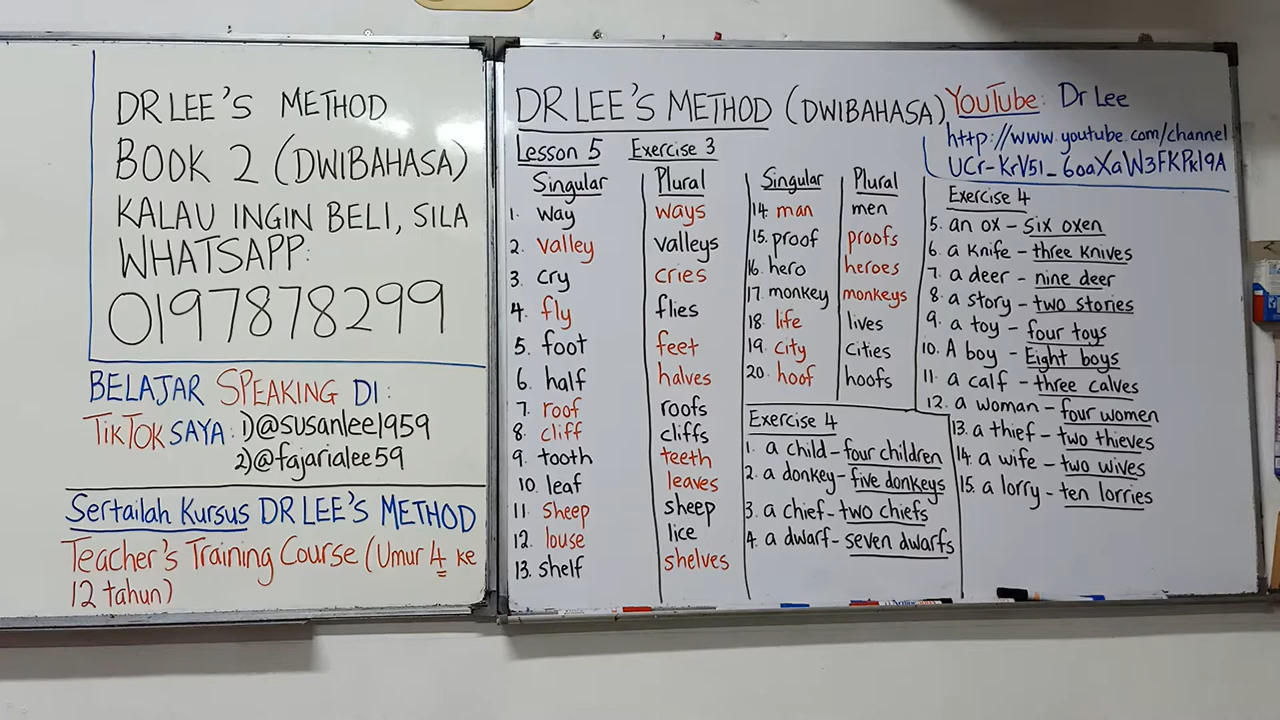 DR LEE'S METHOD
BOOK 2 (DWIBAHASA)
KALAU INGIN BELI, SILA
WHATSAPP:
0197878299
BELAJAR SPEAKING DI:
TIKTOK SAYA: 1)@susanlee1959
2)@fajarialee59
Sertailah Kursus DR LEE'S METHOD
Teacher's Training Course (Umur 4 ke
12 tahun)
DR LEE'S METHOD (DWIBAHASA)
YouTube: Dr Lee
http://www.youtube.com/channel
UCr-KrV5l_6oaXaW3FKPkl9A
Lesson 5 Exercise 3
Singular Plural
1. way ways
2. valley valleys
3. cry cries
4. fly flies
5. foot feet
6. half halves
7. roof roofs
8. cliff cliffs
9. tooth teeth
10. leaf leaves
11. sheep sheep
12. louse lice
13. shelf shelves
Singular Plural
14. man men
15. proof proofs
16. hero heroes
17. monkey monkeys
18. life lives
19. city cities
20. hoof hoofs
Exercise 4
1. a child - four children
2. a donkey - five donkeys
3. a chief - two chiefs
4. a dwarf - seven dwarfs
Exercise 4
5. an ox - six oxen
6. a knife - three knives
7. a deer - nine deer
8. a story - two stories
9. a toy - four toys
10. A boy - Eight boys
11. a calf - three calves
12. a woman - four women
13. a thief - two thieves
14. a wife - two wives
15. a lorry - ten lorries